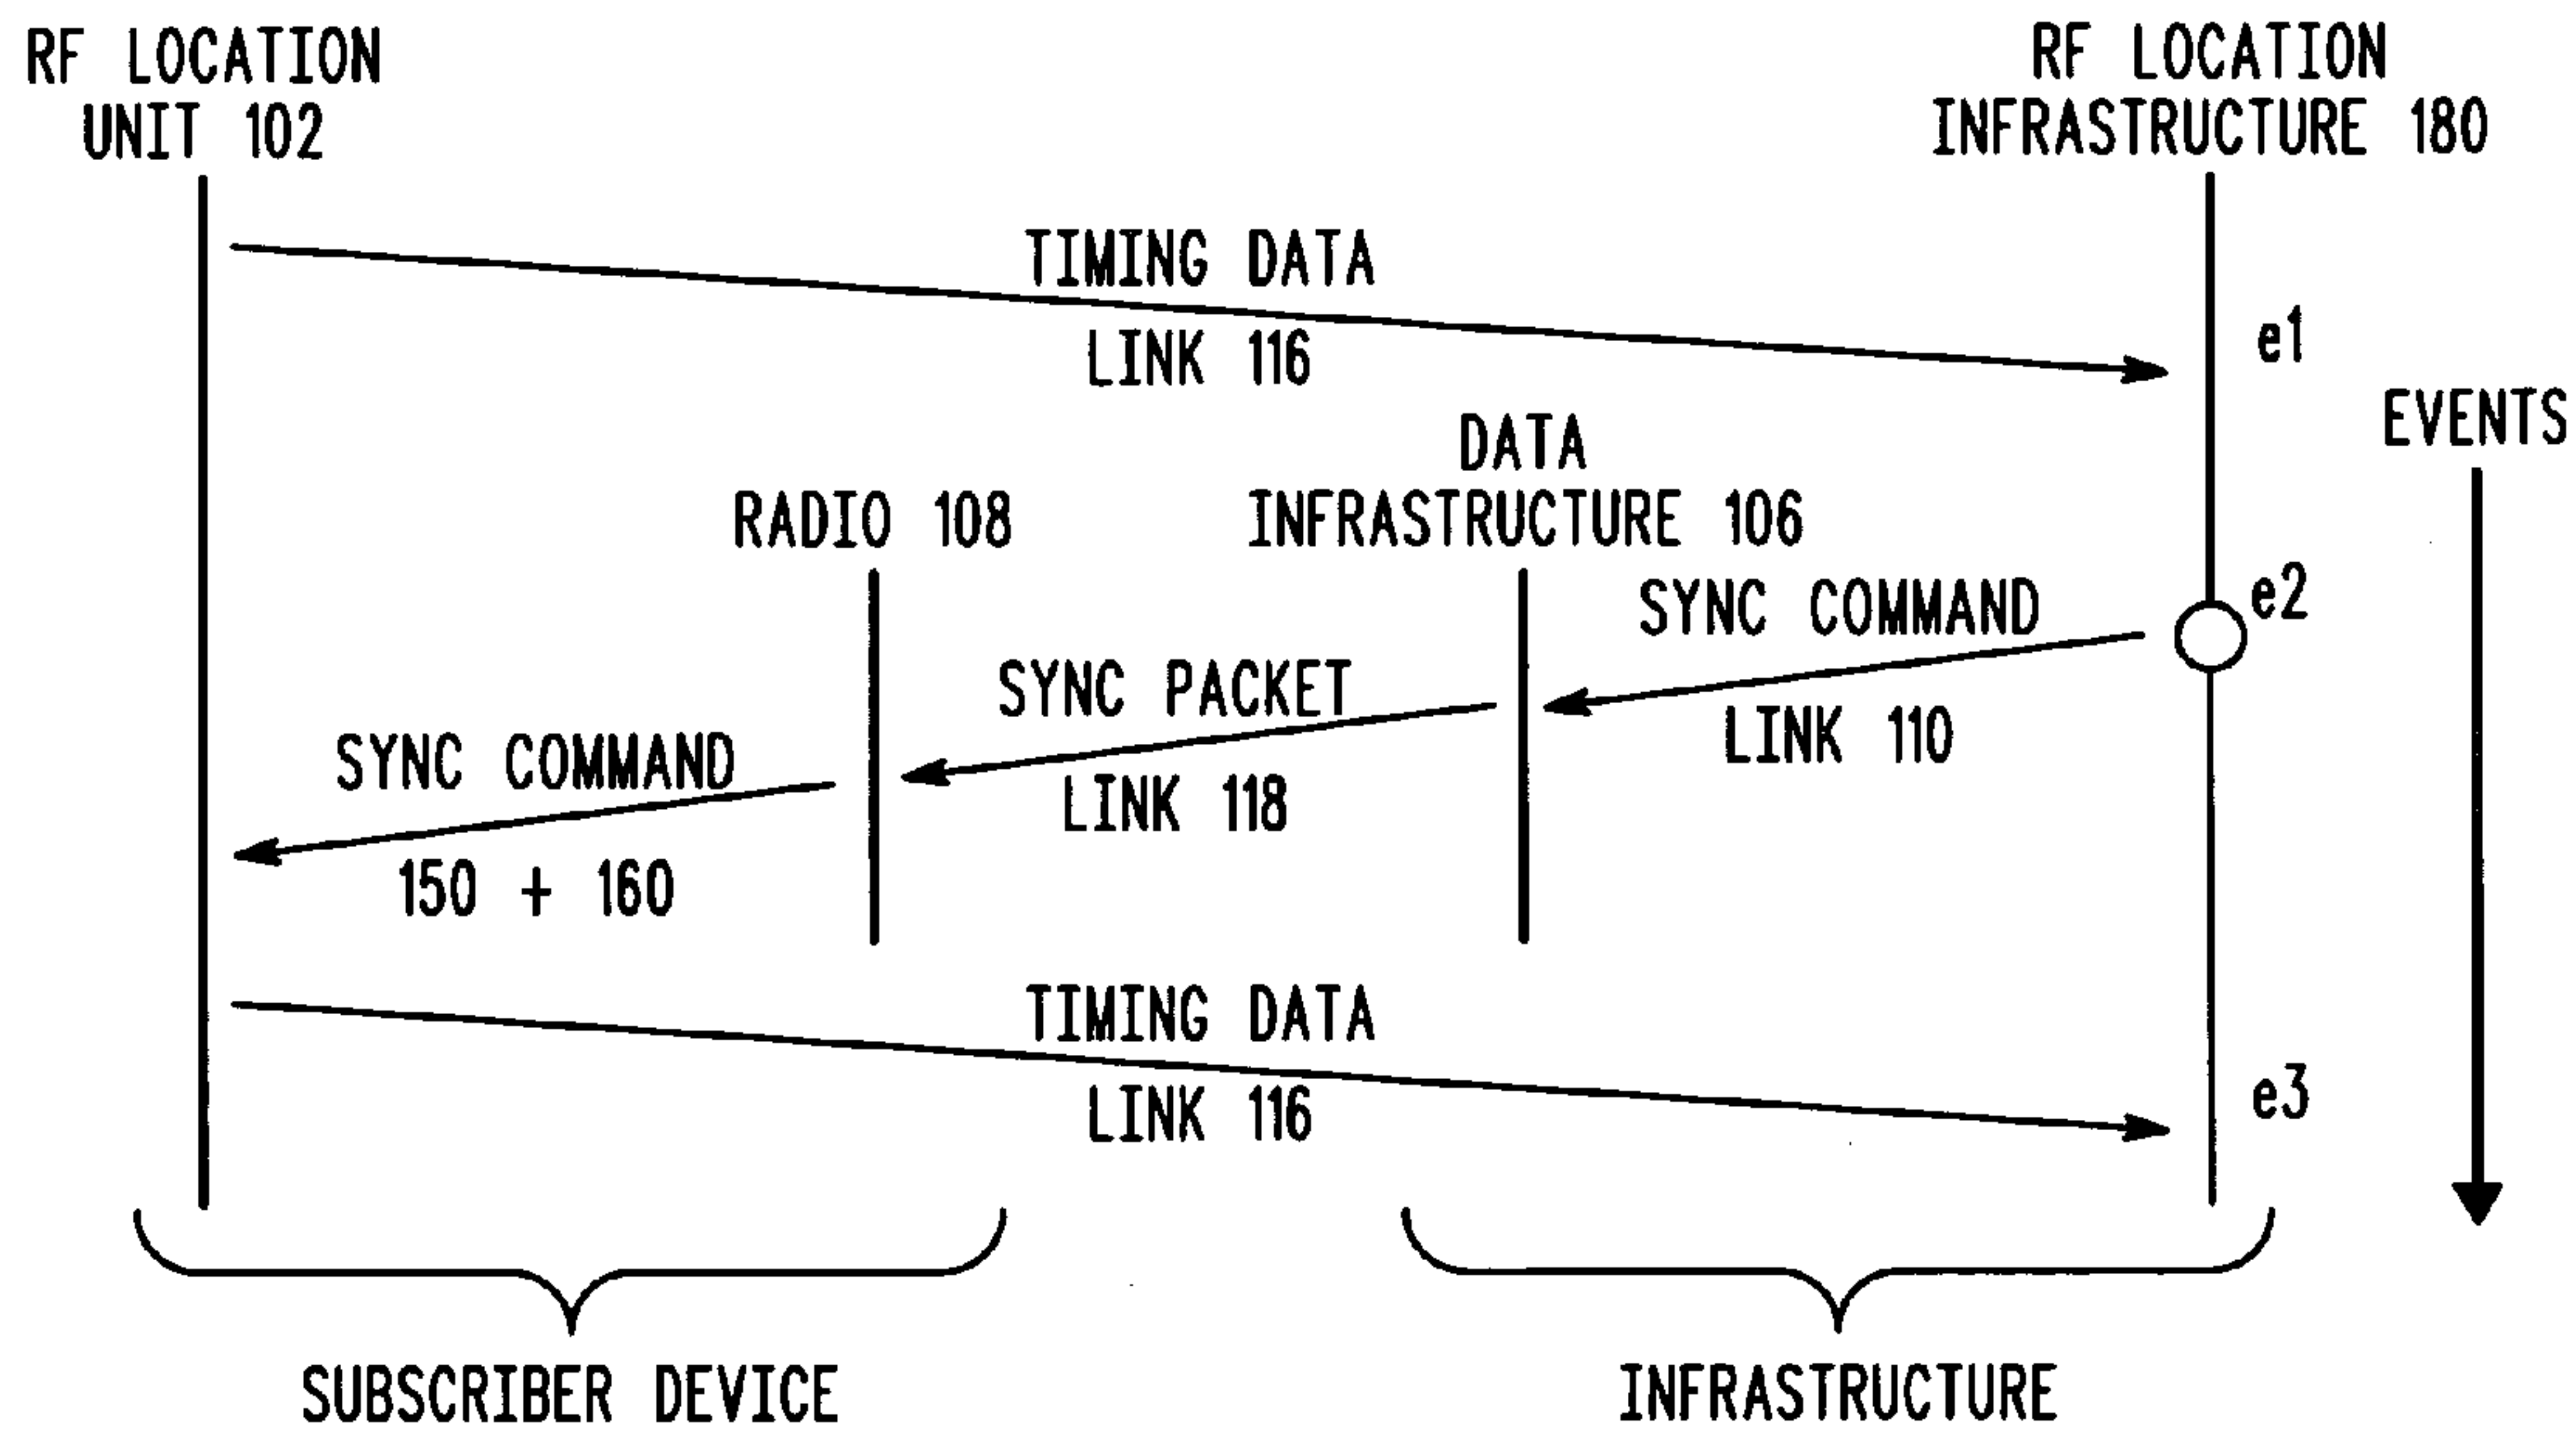 RF LOCATION
UNIT 102
RF LOCATION
INFRASTRUCTURE 180
TIMING DATA
LINK 116
e1
EVENTS
RADIO 108
DATA
INFRASTRUCTURE 106
e2
SYNC COMMAND
LINK 110
SYNC PACKET
LINK 118
SYNC COMMAND
150 + 160
TIMING DATA
LINK 116
e3
SUBSCRIBER DEVICE
INFRASTRUCTURE